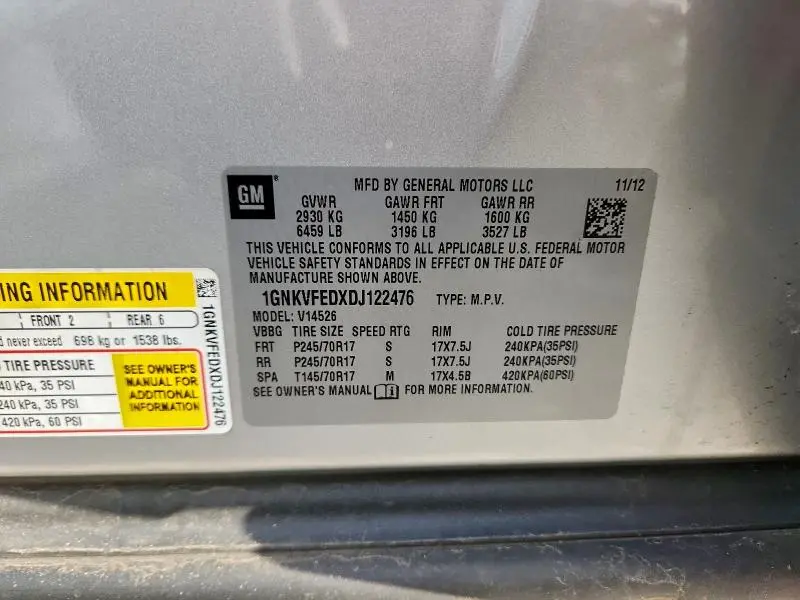 GM
MFD BY GENERAL MOTORS LLC 11/12
GVWR GAWR FRT GAWR RR
2930 KG 1450 KG 1600 KG
6459 LB 3196 LB 3527 LB
THIS VEHICLE CONFORMS TO ALL APPLICABLE U.S. FEDERAL MOTOR
VEHICLE SAFETY STANDARDS IN EFFECT ON THE DATE OF
MANUFACTURE SHOWN ABOVE.
1GNKVFEDXDJ122476 TYPE: M.P.V.
MODEL: V14526
VBBG TIRE SIZE SPEED RTG RIM COLD TIRE PRESSURE
FRT P245/70R17 S 17X7.5J 240KPA(35PSI)
RR P245/70R17 S 17X7.5J 240KPA(35PSI)
SPA T145/70R17 M 17X4.5B 420KPA(60PSI)
SEE OWNER'S MANUAL FOR MORE INFORMATION.
ING INFORMATION
FRONT 2 REAR 6
never exceed 698 kg or 1538 lbs.
TIRE PRESSURE
40 kPa, 35 PSI
240 kPa, 35 PSI
420 kPa, 60 PSI
SEE OWNER'S
MANUAL FOR
ADDITIONAL
INFORMATION
1GNKVFEDXDJ122476